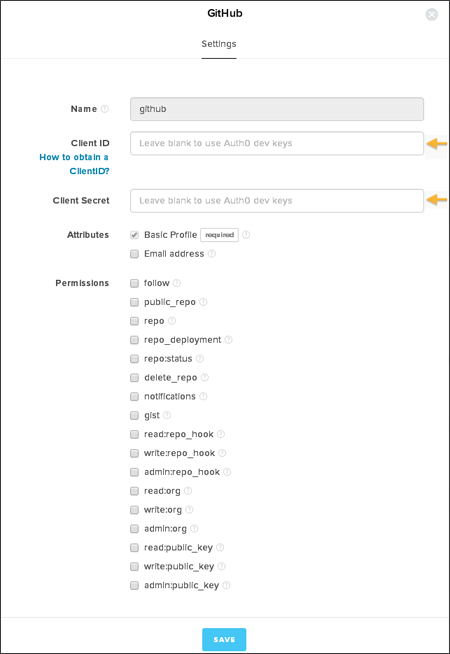 GitHub
Settings
Name
github
Client ID
Leave blank to use Auth0 dev keys
How to obtain a
ClientID?
Client Secret
Leave blank to use Auth0 dev keys
Attributes
Basic Profile required
Email address
Permissions
follow
public_repo
repo
repo_deployment
repo:status
delete_repo
notifications
gist
read:repo_hook
write:repo_hook
admin:repo_hook
read:org
write:org
admin:org
read:public_key
write:public_key
admin:public_key
SAVE